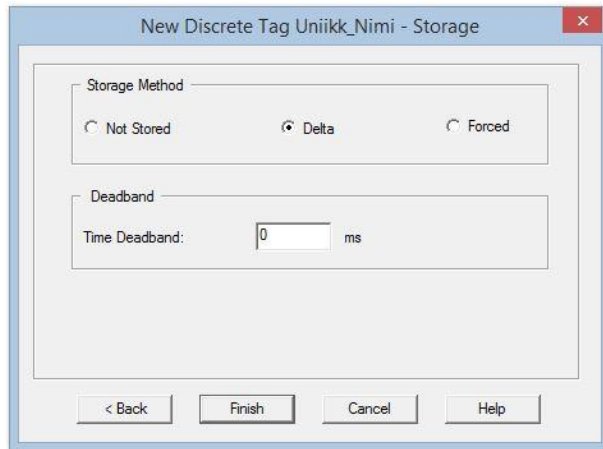 New Discrete Tag Uniikk_Nimi - Storage
Storage Method
Not Stored Delta Forced
Deadband
Time Deadband: 0 ms
< Back Finish Cancel Help